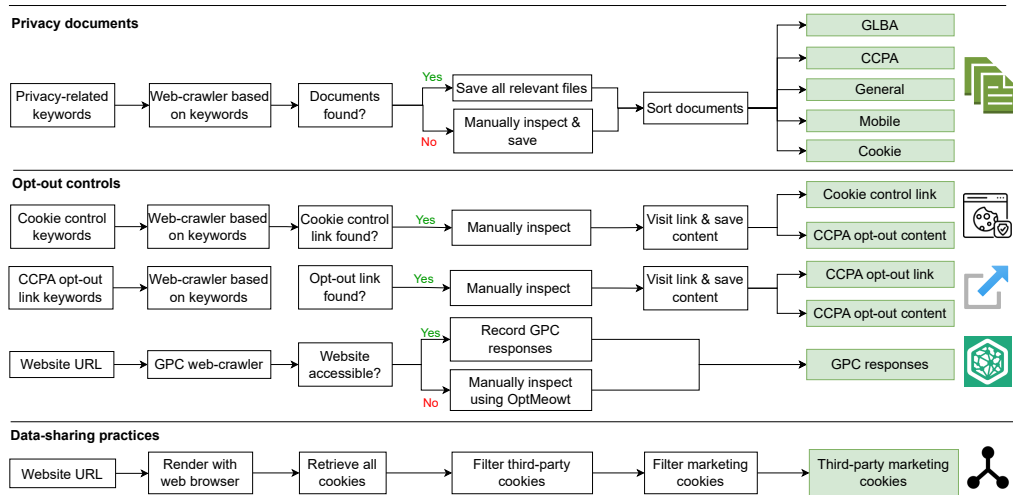 Privacy documents
GLBA
CCPA
General
Mobile
Cookie
Privacy-related
keywords
Web-crawler based
on keywords
Documents
found?
Yes
Save all relevant files
No
Manually inspect &
save
Sort documents
Opt-out controls
Cookie control
keywords
Web-crawler based
on keywords
Cookie control
link found?
Yes
Manually inspect
Visit link & save
content
Cookie control link
CCPA opt-out content
CCPA opt-out
link keywords
Web-crawler based
on keywords
Opt-out link
found?
Yes
Manually inspect
Visit link & save
content
CCPA opt-out link
CCPA opt-out content
Website URL
GPC web-crawler
Website
accessible?
Yes
Record GPC
responses
No
Manually inspect
using OptMeowt
GPC responses
Data-sharing practices
Website URL
Render with
web browser
Retrieve all
cookies
Filter third-party
cookies
Filter marketing
cookies
Third-party marketing
cookies